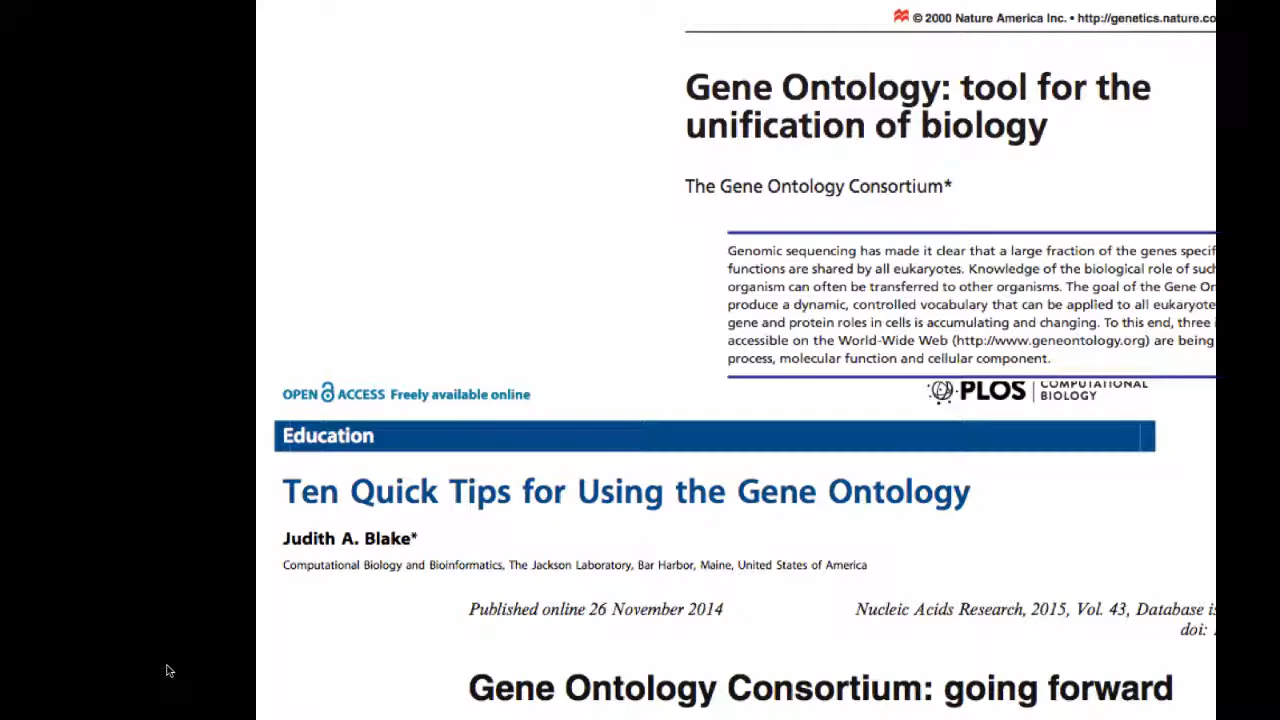 © 2000 Nature America Inc. • http://genetics.nature.co
Gene Ontology: tool for the
unification of biology
The Gene Ontology Consortium*
Genomic sequencing has made it clear that a large fraction of the genes specif
functions are shared by all eukaryotes. Knowledge of the biological role of such
organism can often be transferred to other organisms. The goal of the Gene On
produce a dynamic, controlled vocabulary that can be applied to all eukaryote
gene and protein roles in cells is accumulating and changing. To this end, three
accessible on the World-Wide Web (http://www.geneontology.org) are being
process, molecular function and cellular component.
OPEN ACCESS Freely available online
PLOS | COMPUTATIONAL
BIOLOGY
Education
Ten Quick Tips for Using the Gene Ontology
Judith A. Blake*
Computational Biology and Bioinformatics, The Jackson Laboratory, Bar Harbor, Maine, United States of America
Published online 26 November 2014
Nucleic Acids Research, 2015, Vol. 43, Database is
doi:
Gene Ontology Consortium: going forward